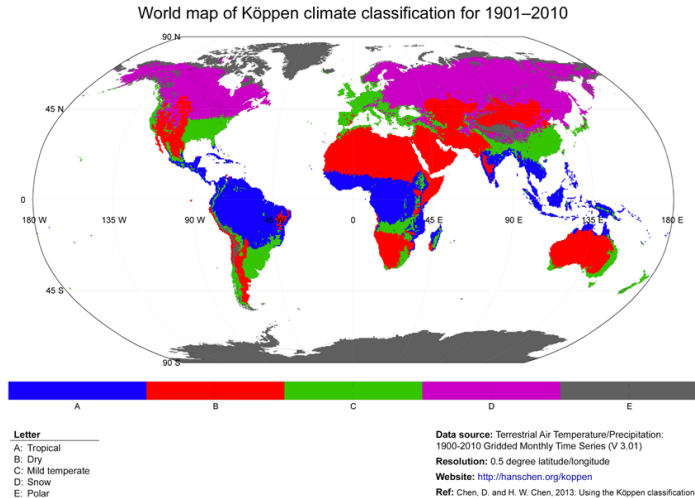 World map of Köppen climate classification for 1901–2010
90 N
45 N
0
180 W 135 W 90 W 45 W 0 45 E 90 E 135 E 180 E
45 S
90 S
A B C D E
Letter
A: Tropical
B: Dry
C: Mild temperate
D: Snow
E: Polar
Data source: Terrestrial Air Temperature/Precipitation:
1900-2010 Gridded Monthly Time Series (V 3.01)
Resolution: 0.5 degree latitude/longitude
Website: http://hanschen.org/koppen
Ref: Chen, D. and H. W. Chen, 2013: Using the Köppen classification